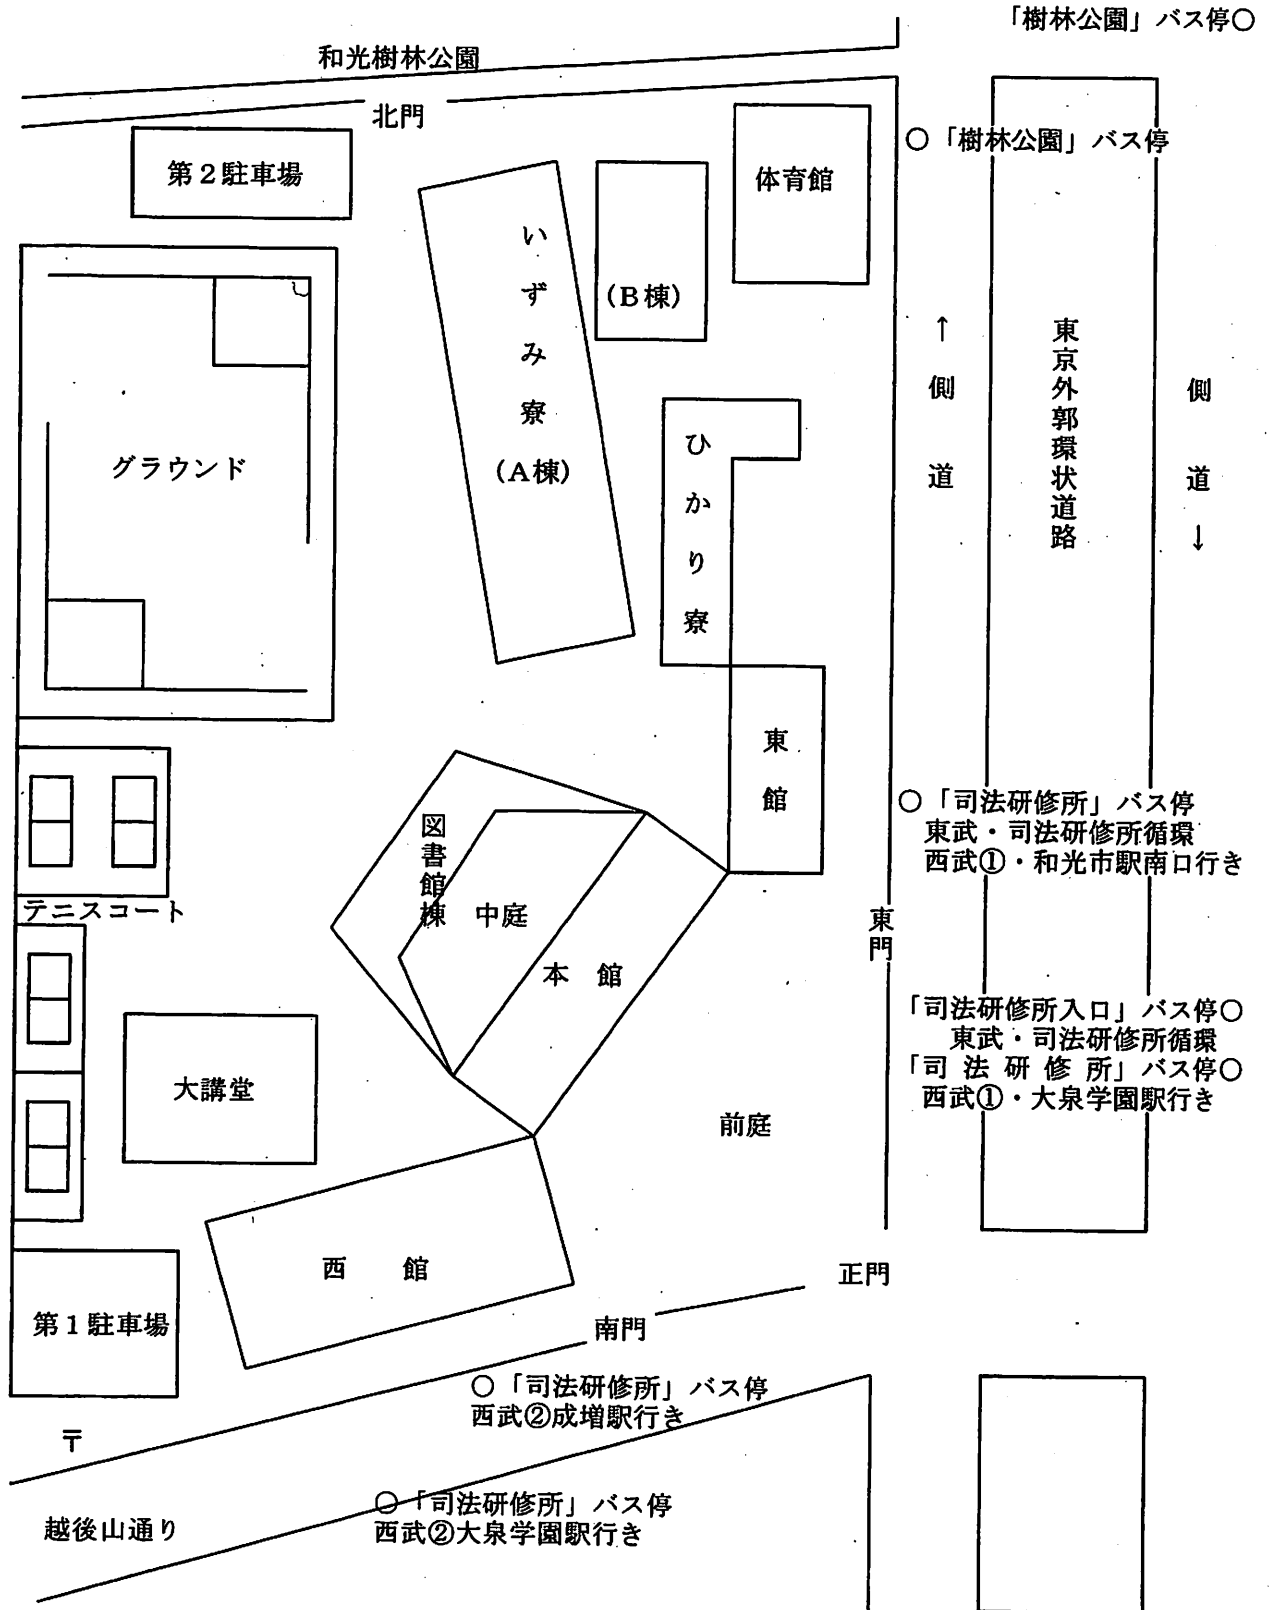 「樹林公園」バス停○
和光樹林公園
北門
○「樹林公園」バス停
第2駐車場
体育館
いずみ寮
(A棟)
(B棟)
↑側道
東京外郭環状道路
側道↓
グラウンド
ひかり寮
東館
○「司法研修所」バス停
東武・司法研修所循環
西武①・和光市駅南口行き
図書館棟
中庭
テニスコート
東門
本 館
「司法研修所入口」バス停○
東武・司法研修所循環
「司 法 研 修 所」バス停○
西武①・大泉学園駅行き
大講堂
前庭
西 館
正門
第1駐車場
南門
○「司法研修所」バス停
西武②成増駅行き
〒
○「司法研修所」バス停
西武②大泉学園駅行き
越後山通り